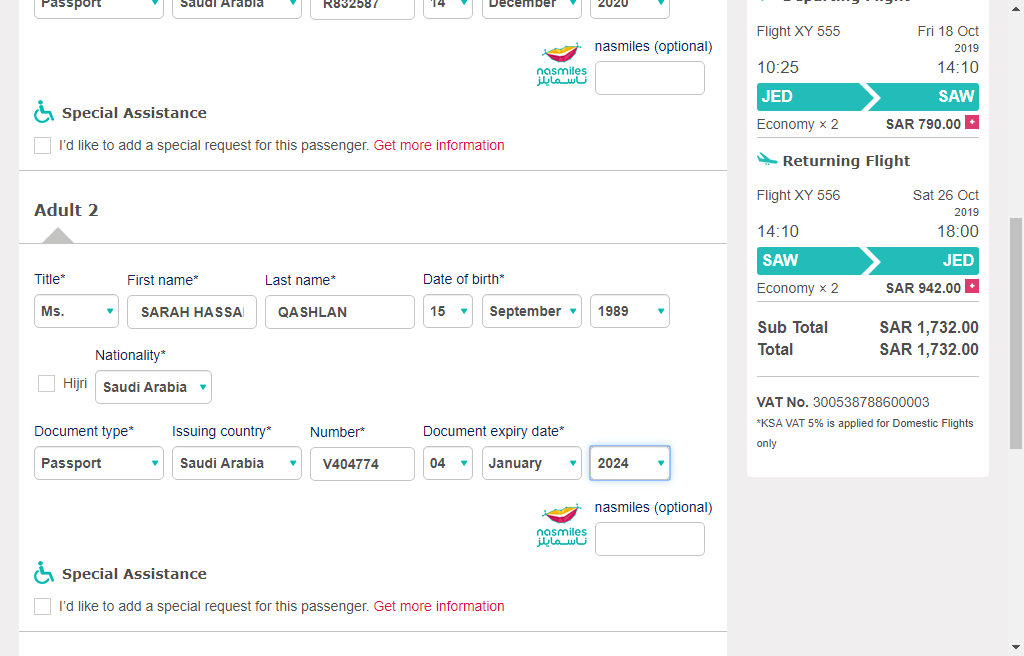 Passport Saudi Arabia R832587 14 December 2020
nasmiles (optional)
nasmiles
ناسمايلز
Special Assistance
I'd like to add a special request for this passenger. Get more information
Adult 2
Title* First name* Last name* Date of birth*
Ms. SARAH HASSA QASHLAN 15 September 1989
Nationality*
Hijri Saudi Arabia
Document type* Issuing country* Number* Document expiry date*
Passport Saudi Arabia V404774 04 January 2024
nasmiles (optional)
nasmiles
ناسمايلز
Special Assistance
I'd like to add a special request for this passenger. Get more information
Departing Flight
Flight XY 555 Fri 18 Oct
2019
10:25 14:10
JED SAW
Economy × 2 SAR 790.00 +
Returning Flight
Flight XY 556 Sat 26 Oct
2019
14:10 18:00
SAW JED
Economy × 2 SAR 942.00 +
Sub Total SAR 1,732.00
Total SAR 1,732.00
VAT No. 300538788600003
*KSA VAT 5% is applied for Domestic Flights
only